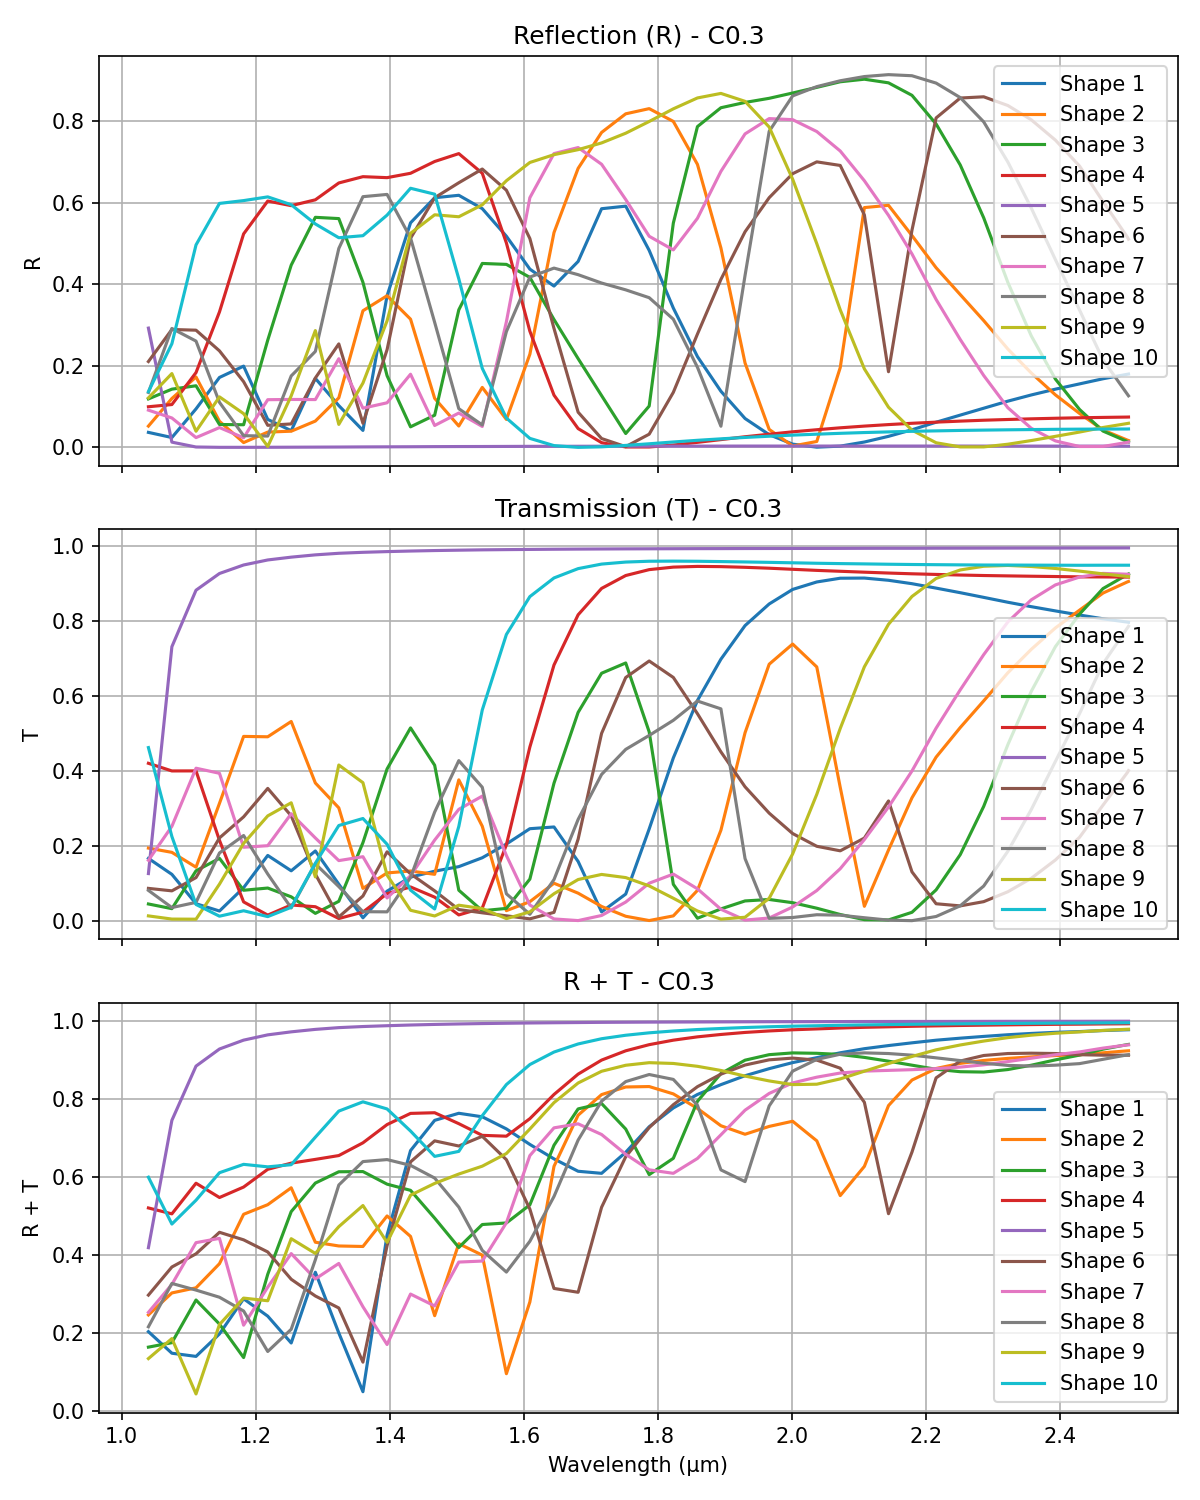 Reflection (R) - C0.3
R
0.8
0.6
0.4
0.2
0.0
Shape 1
Shape 2
Shape 3
Shape 4
Shape 5
Shape 6
Shape 7
Shape 8
Shape 9
Shape 10
Transmission (T) - C0.3
T
1.0
0.8
0.6
0.4
0.2
0.0
Shape 1
Shape 2
Shape 3
Shape 4
Shape 5
Shape 6
Shape 7
Shape 8
Shape 9
Shape 10
R + T - C0.3
R + T
1.0
0.8
0.6
0.4
0.2
0.0
Shape 1
Shape 2
Shape 3
Shape 4
Shape 5
Shape 6
Shape 7
Shape 8
Shape 9
Shape 10
1.0 1.2 1.4 1.6 1.8 2.0 2.2 2.4
Wavelength (μm)